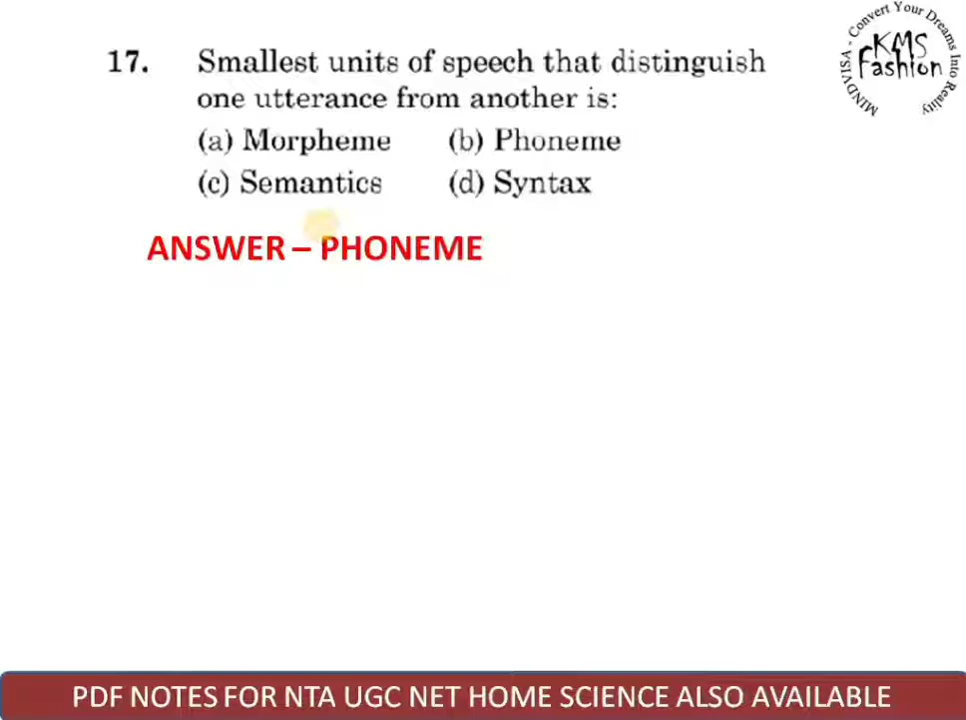 17. Smallest units of speech that distinguish
one utterance from another is:
(a) Morpheme (b) Phoneme
(c) Semantics (d) Syntax
ANSWER – PHONEME
MINDVISA - Convert Your Dreams Into Reality
KMS
Fashion
PDF NOTES FOR NTA UGC NET HOME SCIENCE ALSO AVAILABLE